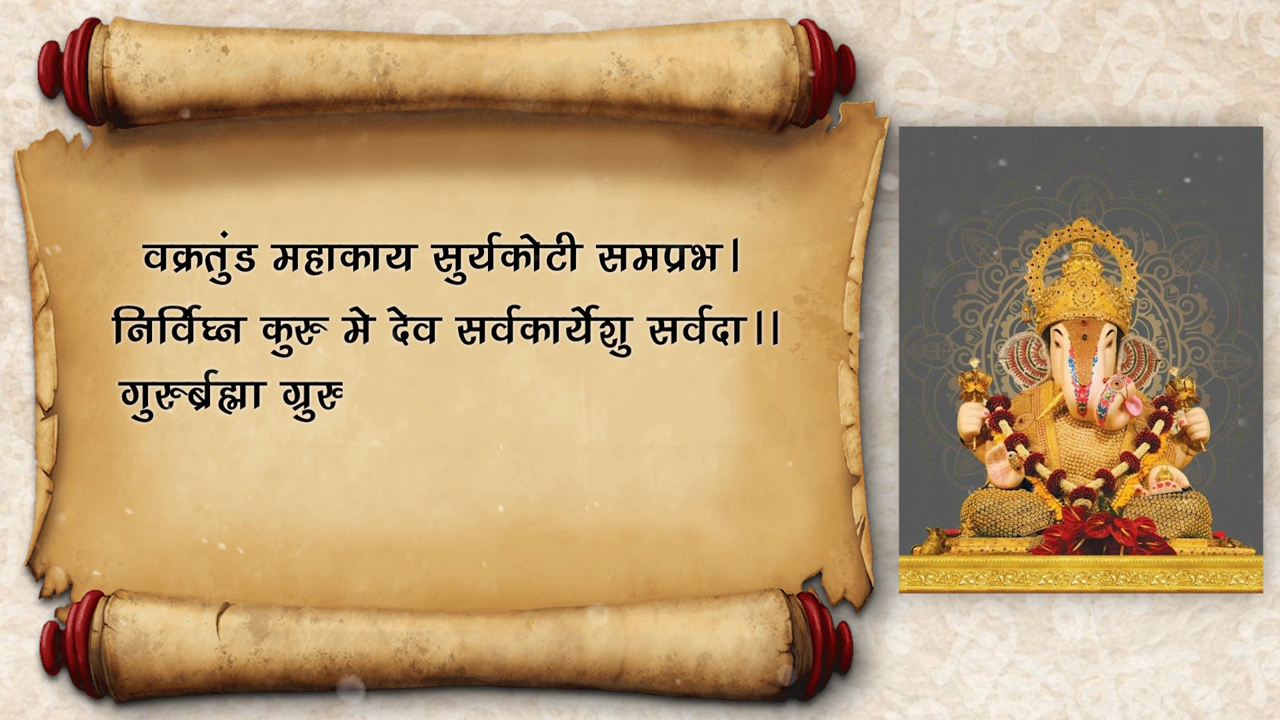 वक्रतुंड महाकाय सुर्यकोटी समप्रभ।
निर्विघ्न कुरू मे देव सर्वकार्येशु सर्वदा।।
गुरूर्ब्रह्मा